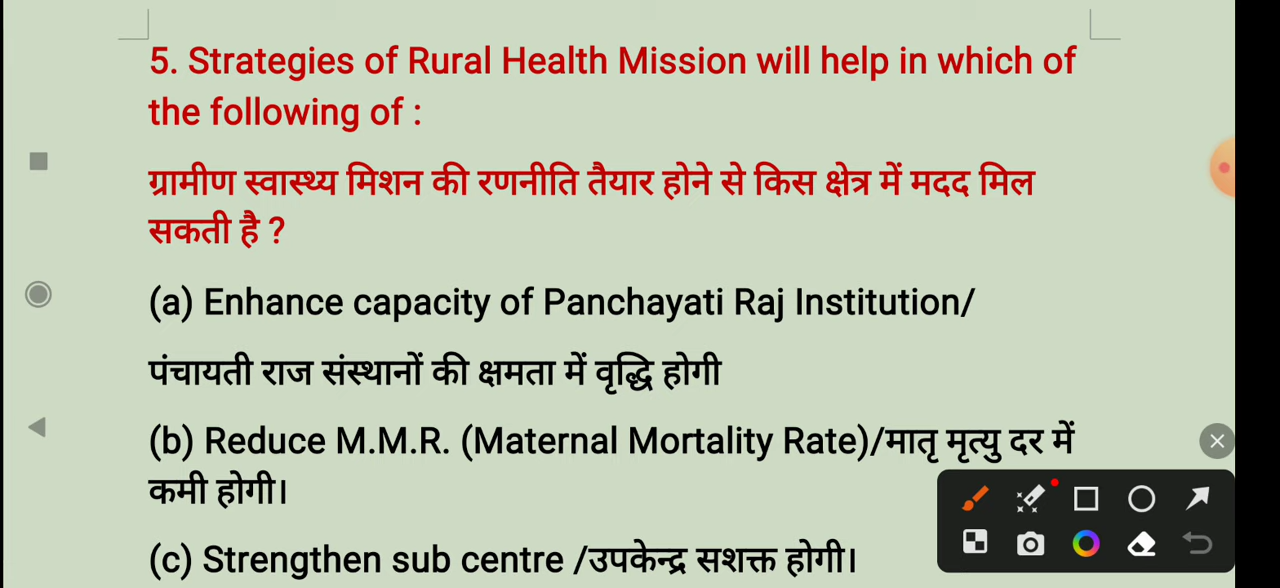 5. Strategies of Rural Health Mission will help in which of
the following of :
ग्रामीण स्वास्थ्य मिशन की रणनीति तैयार होने से किस क्षेत्र में मदद मिल
सकती है ?
(a) Enhance capacity of Panchayati Raj Institution/
पंचायती राज संस्थानों की क्षमता में वृद्धि होगी
(b) Reduce M.M.R. (Maternal Mortality Rate)/मातृ मृत्यु दर में
कमी होगी।
(c) Strengthen sub centre /उपकेन्द्र सशक्त होगी।